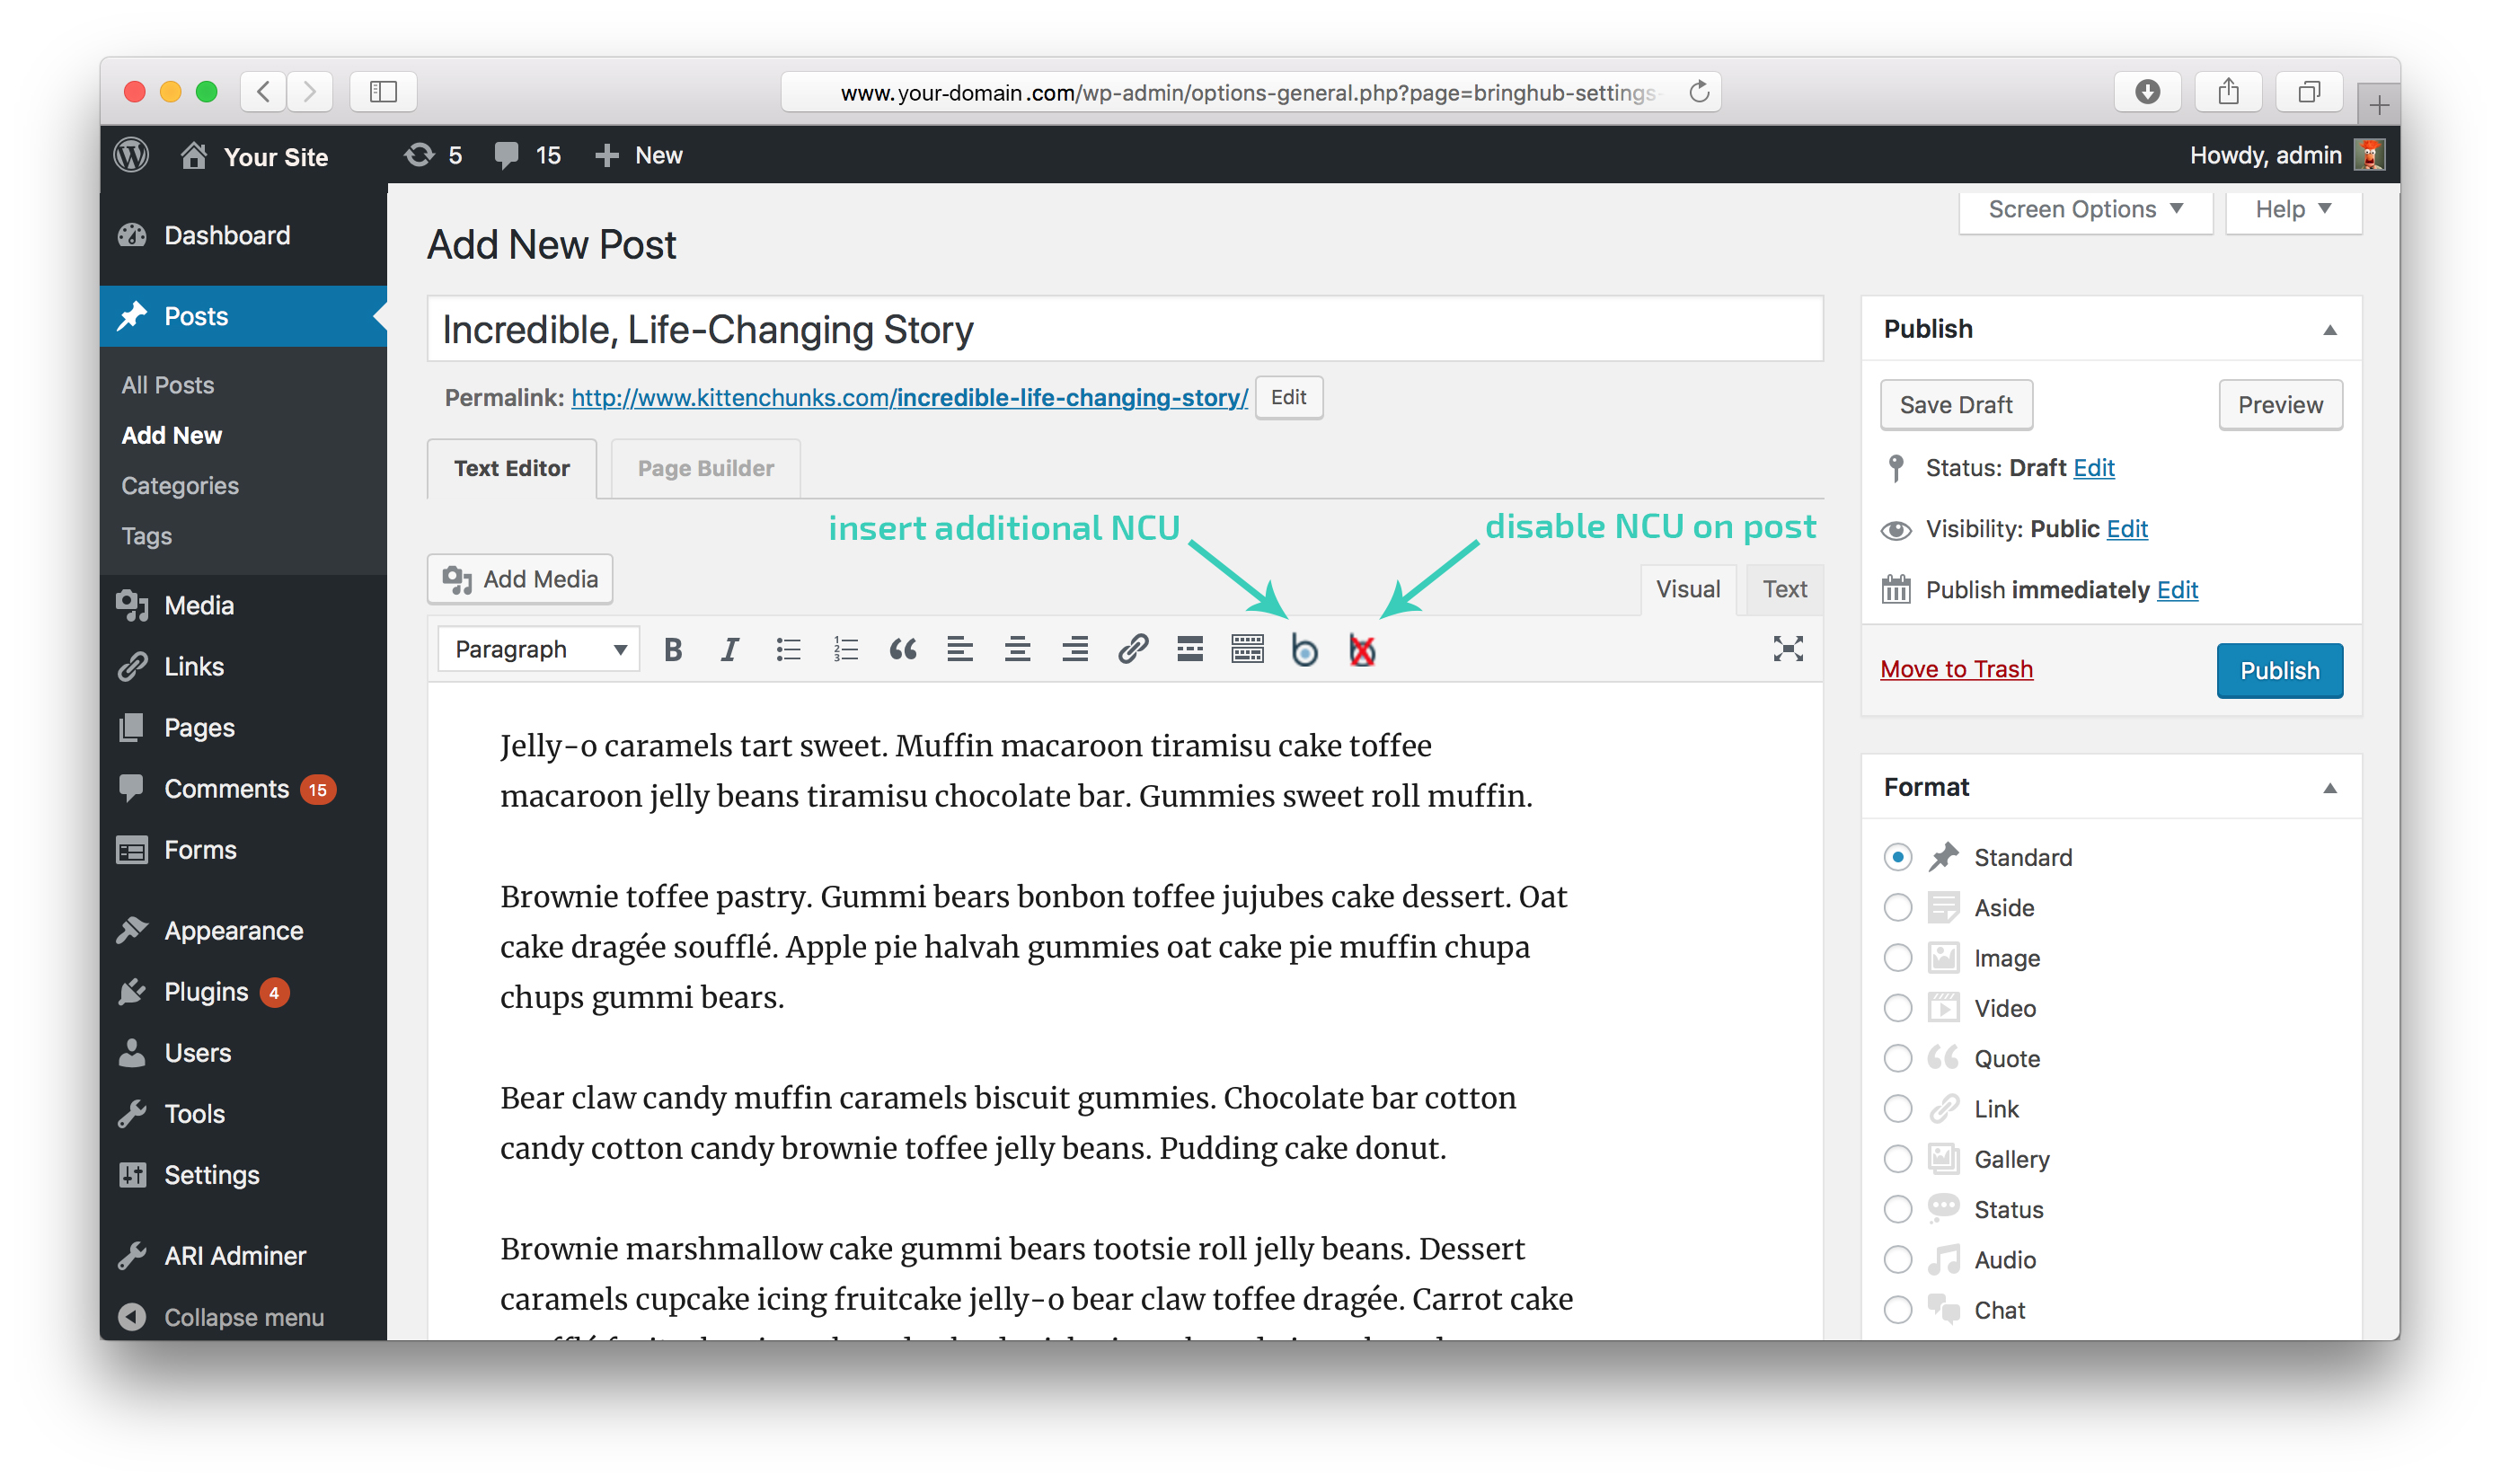 www.your-domain.com/wp-admin/options-general.php?page=bringhub-settings-
Your Site
5
15
New
Howdy, admin
Dashboard
Posts
All Posts
Add New
Categories
Tags
Media
Links
Pages
Comments 15
Forms
Appearance
Plugins 4
Users
Tools
Settings
ARI Adminer
Collapse menu
Screen Options
Help
Add New Post
Incredible, Life-Changing Story
Permalink: http://www.kittenchunks.com/incredible-life-changing-story/ Edit
Text Editor
Page Builder
insert additional NCU
disable NCU on post
Add Media
Visual
Text
Paragraph
B
I
Jelly-o caramels tart sweet. Muffin macaroon tiramisu cake toffee
macaroon jelly beans tiramisu chocolate bar. Gummies sweet roll muffin.
Brownie toffee pastry. Gummi bears bonbon toffee jujubes cake dessert. Oat
cake dragée soufflé. Apple pie halvah gummies oat cake pie muffin chupa
chups gummi bears.
Bear claw candy muffin caramels biscuit gummies. Chocolate bar cotton
candy cotton candy brownie toffee jelly beans. Pudding cake donut.
Brownie marshmallow cake gummi bears tootsie roll jelly beans. Dessert
caramels cupcake icing fruitcake jelly-o bear claw toffee dragée. Carrot cake
Publish
Save Draft
Preview
Status: Draft Edit
Visibility: Public Edit
Publish immediately Edit
Move to Trash
Publish
Format
Standard
Aside
Image
Video
Quote
Link
Gallery
Status
Audio
Chat